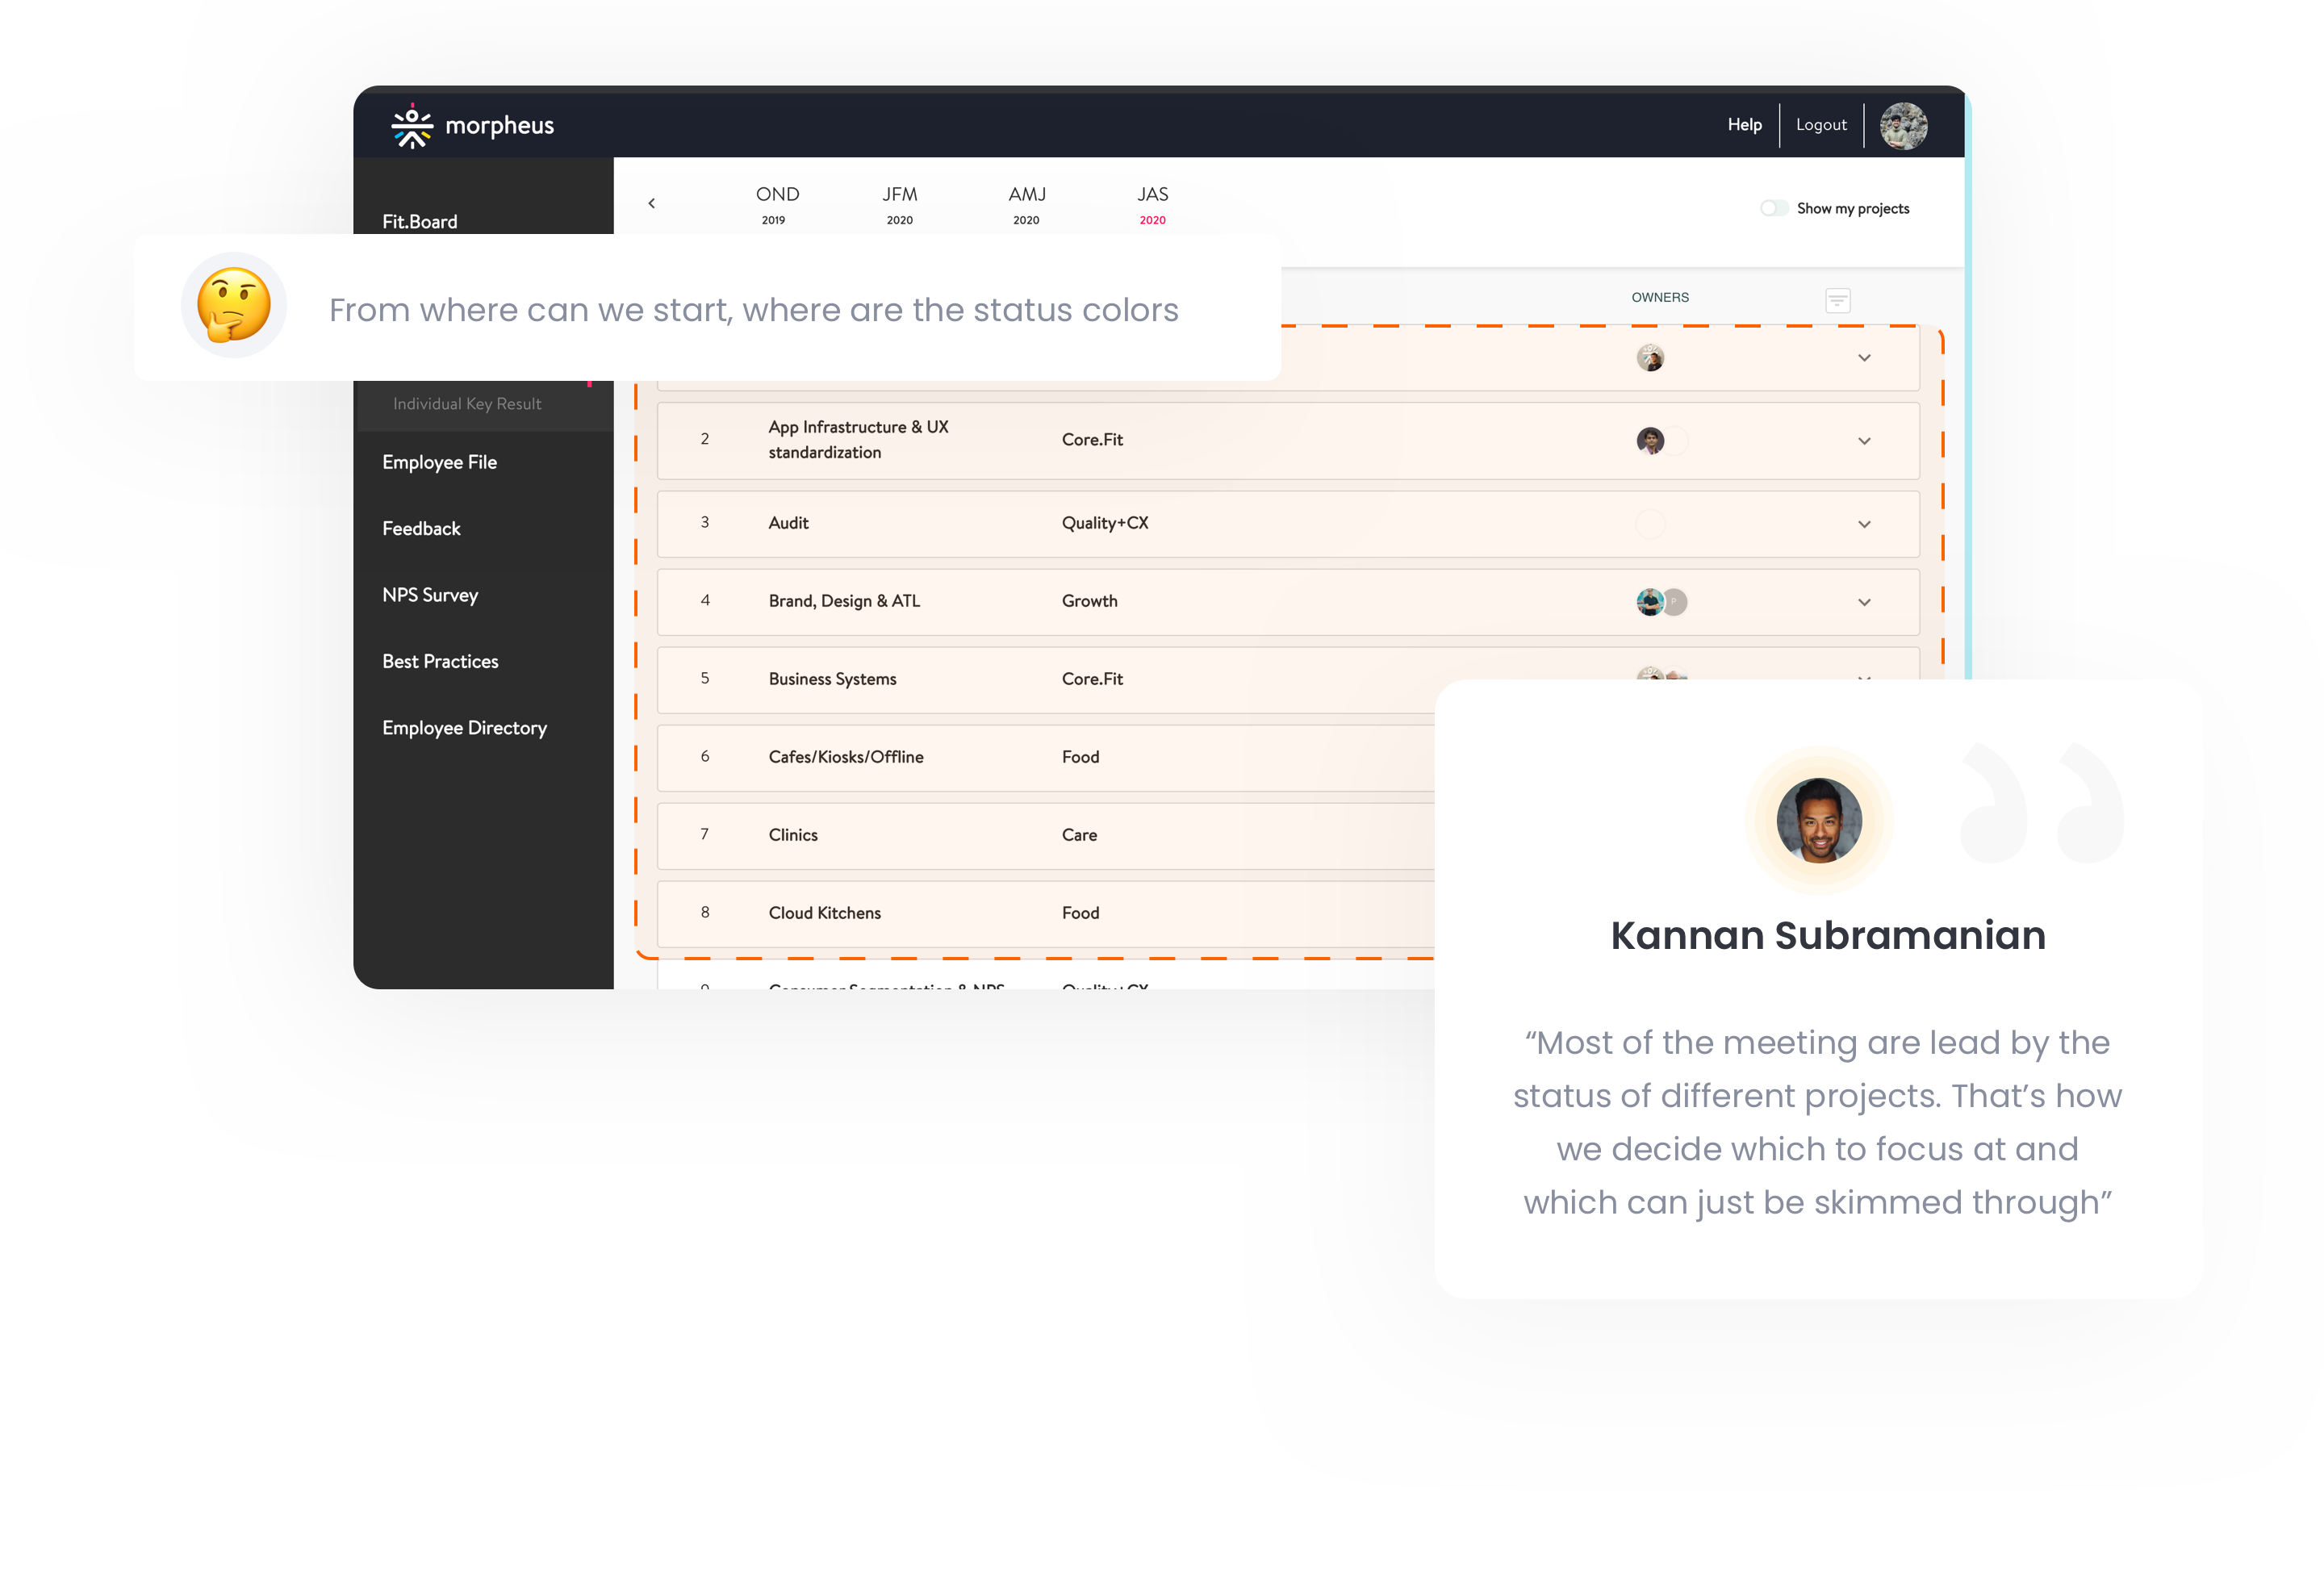 morpheus
Help
Logout
OND
JFM
AMJ
JAS
2019
2020
2020
2020
Show my projects
Fit.Board
From where can we start, where are the status colors
OWNERS
Individual Key Result
Employee File
Feedback
NPS Survey
Best Practices
Employee Directory
2 App Infrastructure & UX standardization Core.Fit
3 Audit Quality+CX
4 Brand, Design & ATL Growth P
5 Business Systems Core.Fit
6 Cafes/Kiosks/Offline Food
7 Clinics Care
8 Cloud Kitchens Food
9 Consumer Segmentation & NPS Quality+CX
”
Kannan Subramanian
“Most of the meeting are lead by the
status of different projects. That’s how
we decide which to focus at and
which can just be skimmed through”